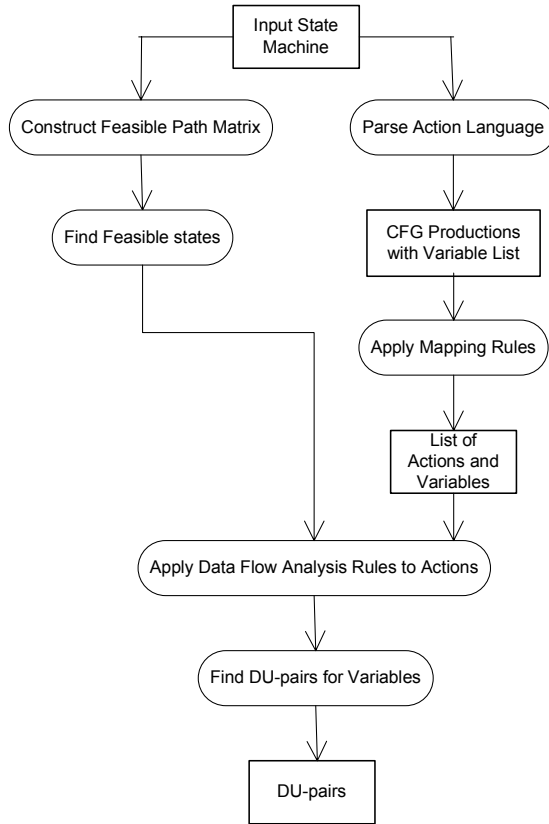 Input State
Machine
Construct Feasible Path Matrix
Parse Action Language
Find Feasible states
CFG Productions
with Variable List
Apply Mapping Rules
List of
Actions and
Variables
Apply Data Flow Analysis Rules to Actions
Find DU-pairs for Variables
DU-pairs